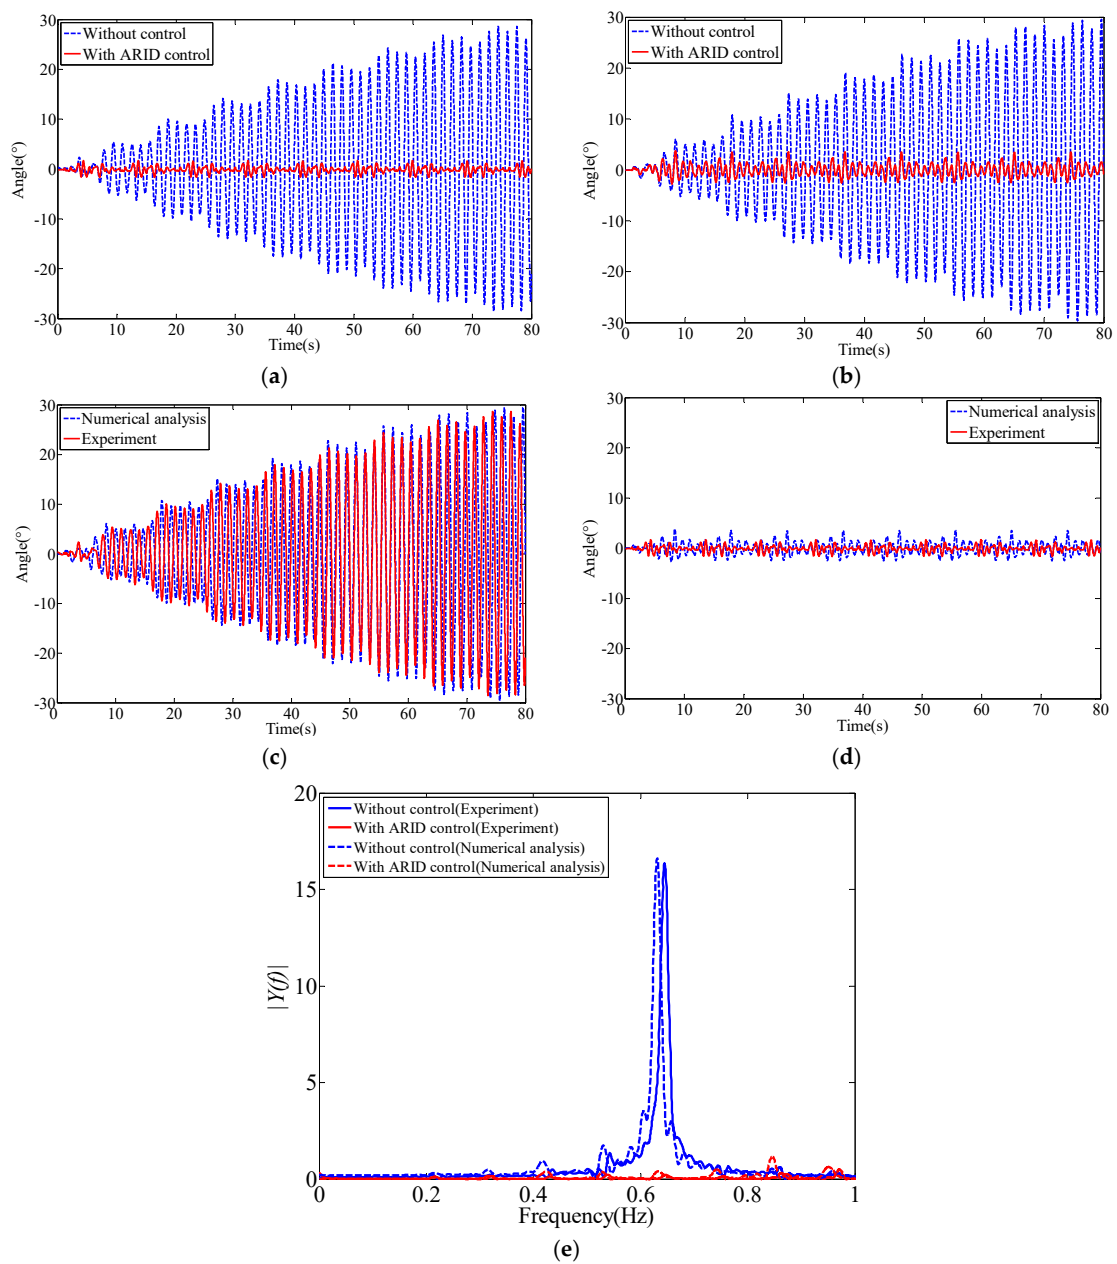 30
20
10
0
-10
-20
-30
Angle(°)
Without control
With ARID control
0 10 20 30 40 50 60 70 80
Time(s)
(a)
30
20
10
0
-10
-20
-30
Angle(°)
Without control
With ARID control
0 10 20 30 40 50 60 70 80
Time(s)
(b)
30
20
10
0
-10
-20
-30
Angle(°)
Numerical analysis
Experiment
0 10 20 30 40 50 60 70 80
Time(s)
(c)
30
20
10
0
-10
-20
-30
Angle(°)
Numerical analysis
Experiment
0 10 20 30 40 50 60 70 80
Time(s)
(d)
20
15
10
5
0
|Y(f)|
Without control(Experiment)
With ARID control(Experiment)
Without control(Numerical analysis)
With ARID control(Numerical analysis)
0 0.2 0.4 0.6 0.8 1
Frequency(Hz)
(e)